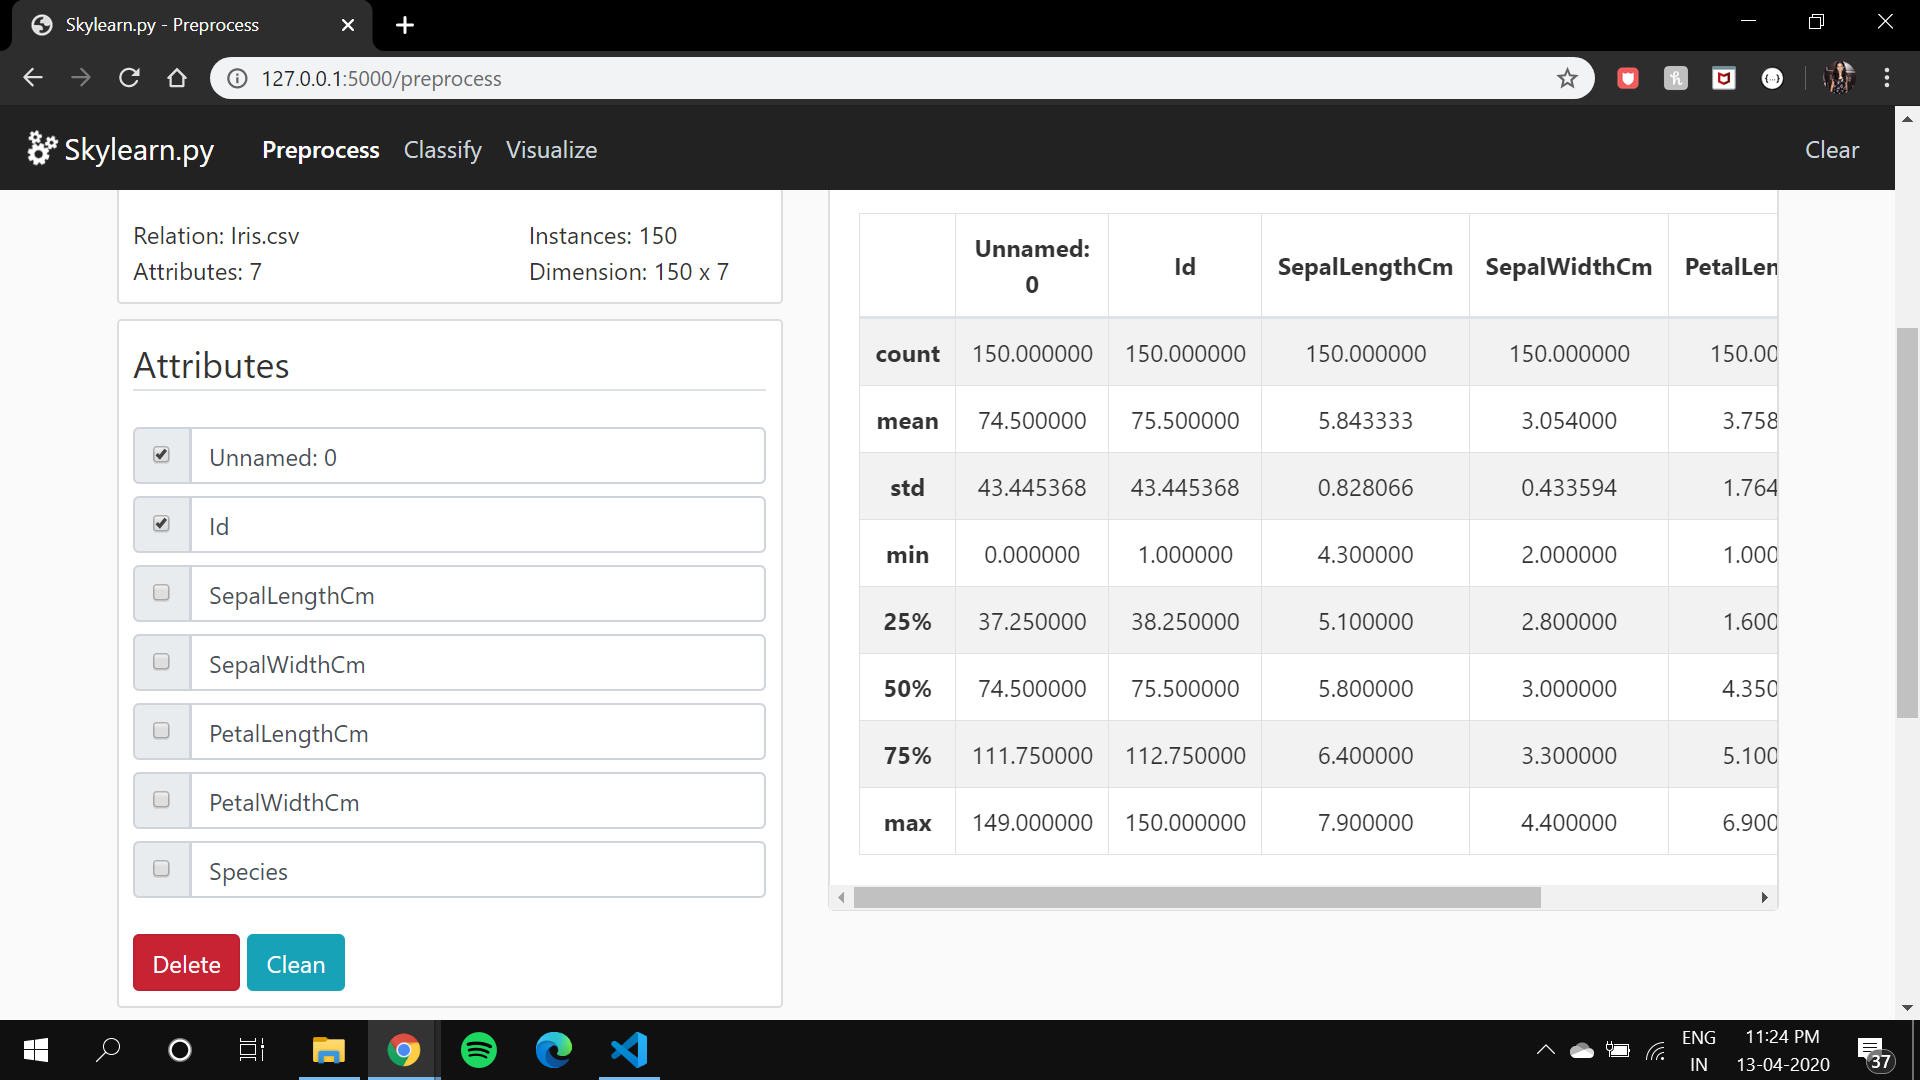 Skylearn.py - Preprocess
127.0.0.1:5000/preprocess
Skylearn.py Preprocess Classify Visualize Clear
Relation: Iris.csv Instances: 150
Attributes: 7 Dimension: 150 x 7
Attributes
Unnamed: 0
Id
SepalLengthCm
SepalWidthCm
PetalLengthCm
PetalWidthCm
Species
Delete Clean
Unnamed: 0 Id SepalLengthCm SepalWidthCm PetalLen
count 150.000000 150.000000 150.000000 150.000000 150.00
mean 74.500000 75.500000 5.843333 3.054000 3.758
std 43.445368 43.445368 0.828066 0.433594 1.764
min 0.000000 1.000000 4.300000 2.000000 1.000
25% 37.250000 38.250000 5.100000 2.800000 1.600
50% 74.500000 75.500000 5.800000 3.000000 4.350
75% 111.750000 112.750000 6.400000 3.300000 5.100
max 149.000000 150.000000 7.900000 4.400000 6.900
ENG 11:24 PM
IN 13-04-2020 37